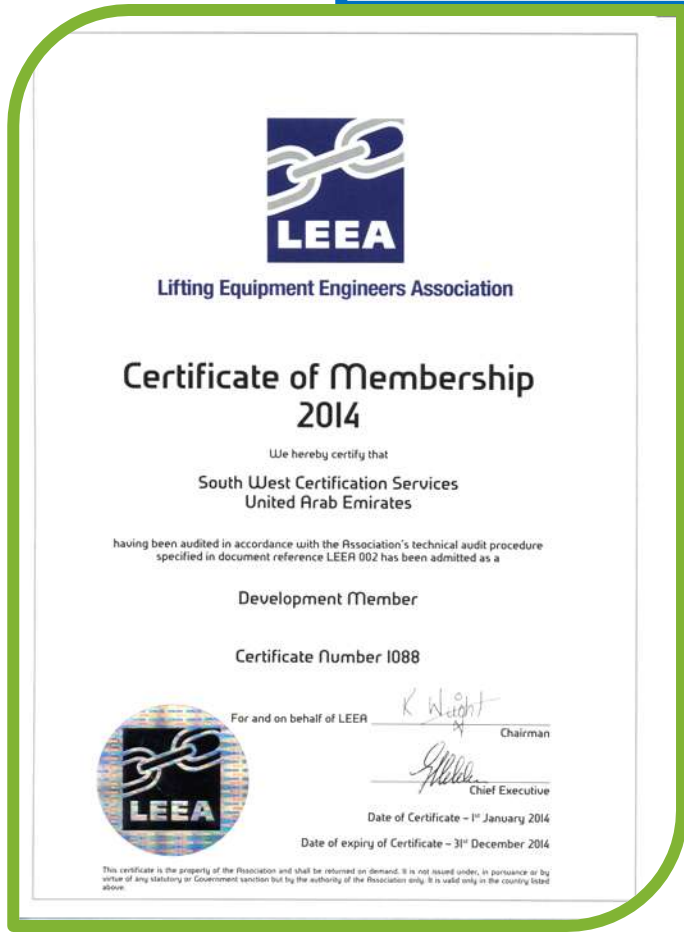 LEEA
Lifting Equipment Engineers Association
Certificate of Membership
2014
We hereby certify that
South West Certification Services
United Arab Emirates
having been audited in accordance with the Association's technical audit procedure
specified in document reference LEEA 002 has been admitted as a
Development Member
Certificate Number 1088
For and on behalf of LEEA
K Wright
Chairman
Chief Executive
LEEA
Date of Certificate – 1st January 2014
Date of expiry of Certificate – 31st December 2014
This certificate is the property of the Association and shall be returned on demand. It is not issued under, in pursuance or by
virtue of any statutory or Government sanction but by the authority of the Association only. It is valid only in the country listed
above.